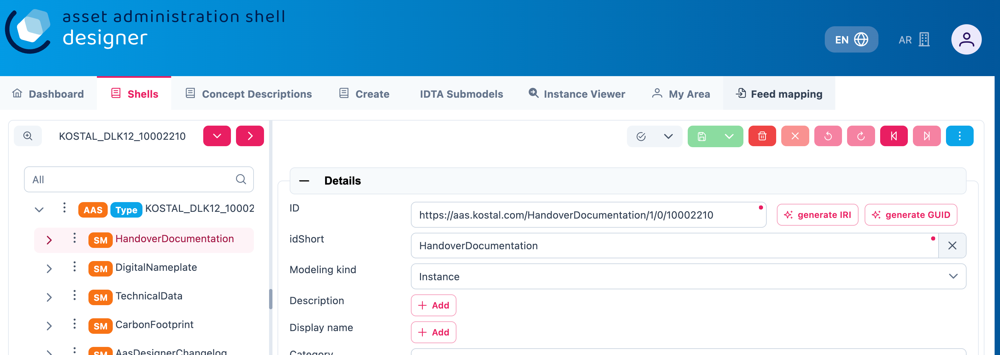 asset administration shell
designer
EN
AR
Dashboard
Shells
Concept Descriptions
Create
IDTA Submodels
Instance Viewer
My Area
Feed mapping
KOSTAL_DLK12_10002210
All
AAS Type KOSTAL_DLK12_10002
SM HandoverDocumentation
SM DigitalNameplate
SM TechnicalData
SM CarbonFootprint
SM AasDesignerChangelog
Details
ID
https://aas.kostal.com/HandoverDocumentation/1/0/10002210
generate IRI
generate GUID
idShort
HandoverDocumentation
Modeling kind
Instance
Description
Add
Display name
Add
Category